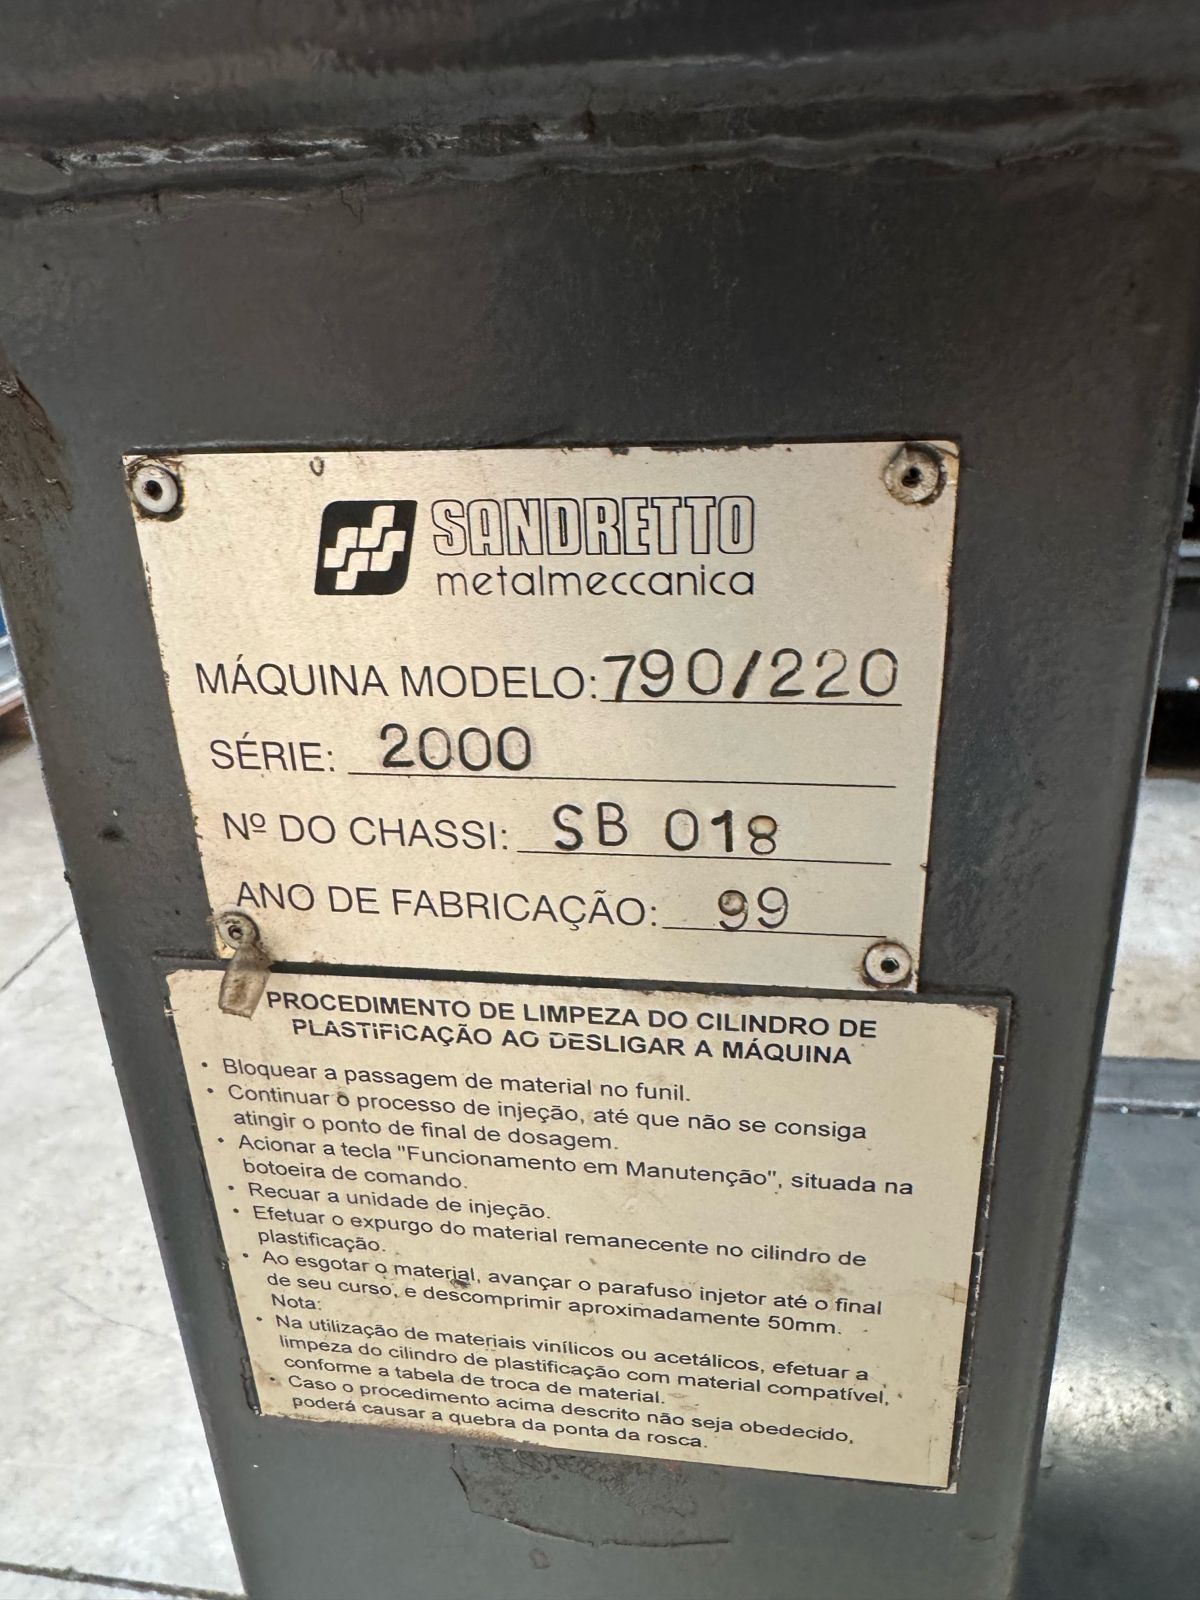 SANDRETTO
metalmeccanica
MÁQUINA MODELO: 790/220
SÉRIE: 2000
Nº DO CHASSI: SB 018
ANO DE FABRICAÇÃO: 99
PROCEDIMENTO DE LIMPEZA DO CILINDRO DE
PLASTIFICAÇÃO AO DESLIGAR A MÁQUINA
• Bloquear a passagem de material no funil.
• Continuar o processo de injeção, até que não se consiga
atingir o ponto de final de dosagem.
• Acionar a tecla "Funcionamento em Manutenção", situada na
botoeira de comando.
• Recuar a unidade de injeção.
• Efetuar o expurgo do material remanecente no cilindro de
plastificação.
• Ao esgotar o material, avançar o parafuso injetor até o final
de seu curso, e descomprimir aproximadamente 50mm.
Nota:
• Na utilização de materiais vinílicos ou acetálicos, efetuar a
limpeza do cilindro de plastificação com material compatível,
conforme a tabela de troca de material.
• Caso o procedimento acima descrito não seja obedecido,
poderá causar a quebra da ponta da rosca.